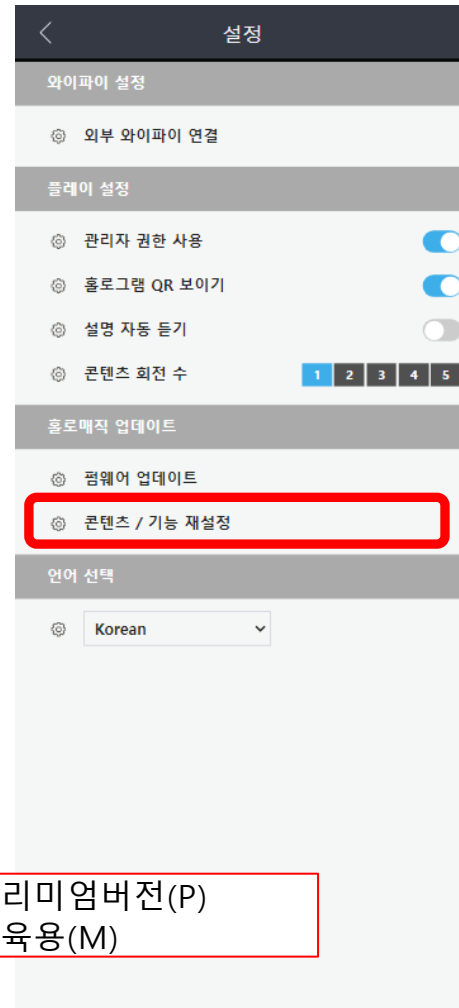 설정
와이파이 설정
외부 와이파이 연결
플레이 설정
관리자 권한 사용
홀로그램 QR 보이기
설명 자동 듣기
콘텐츠 회전 수 1 2 3 4 5
홀로매직 업데이트
펌웨어 업데이트
콘텐츠 / 기능 재설정
언어 선택
Korean
리미엄버전(P)
육용(M)